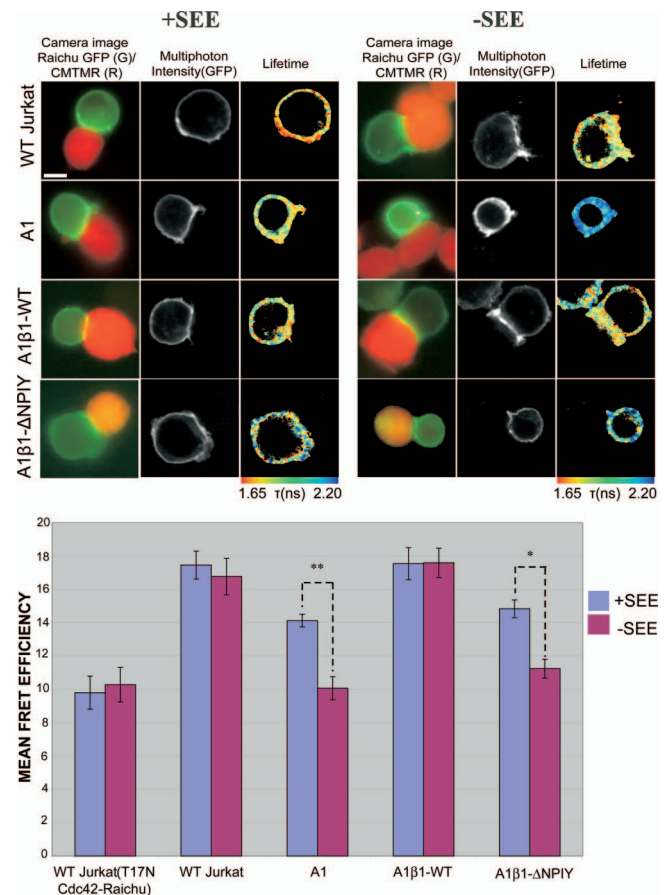 +SEE
-SEE
Camera image
Raichu GFP (G)/
CMTMR (R)
Multiphoton
Intensity(GFP)
Lifetime
Camera image
Raichu GFP (G)/
CMTMR (R)
Multiphoton
Intensity(GFP)
Lifetime
WT Jurkat
A1
A1β1-WT
A1β1-ΔNPIY
1.65 τ(ns) 2.20
1.65 τ(ns) 2.20
MEAN FRET EFFICIENCY
20
18
16
14
12
10
8
6
4
2
0
**
*
+SEE
-SEE
WT Jurkat(T17N
Cdc42-Raichu)
WT Jurkat
A1
A1β1-WT
A1β1-ΔNPIY